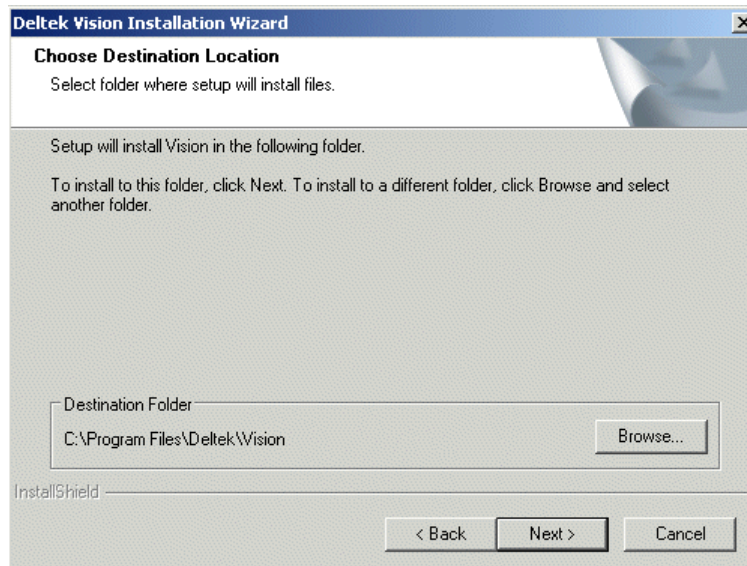 Deltek Vision Installation Wizard
Choose Destination Location
Select folder where setup will install files.
Setup will install Vision in the following folder.
To install to this folder, click Next. To install to a different folder, click Browse and select
another folder.
Destination Folder
C:\Program Files\Deltek\Vision
Browse...
InstallShield
< Back
Next >
Cancel